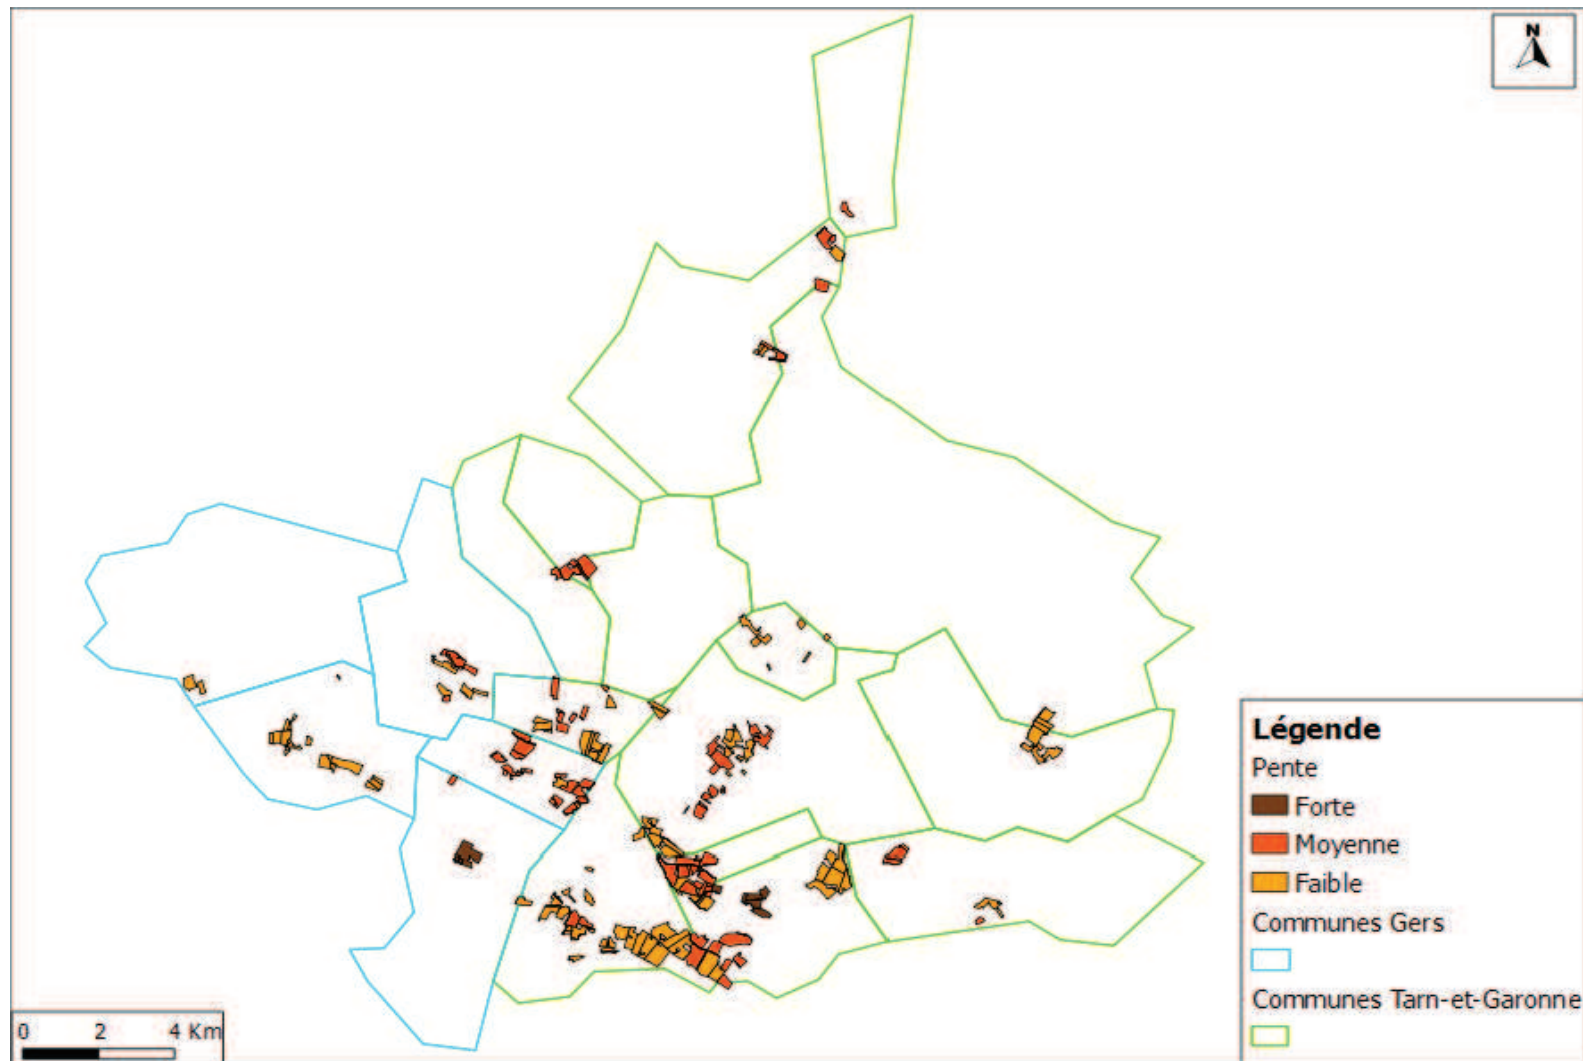 N
Légende
Pente
Forte
Moyenne
Faible
Communes Gers
Communes Tarn-et-Garonne
0 2 4 Km